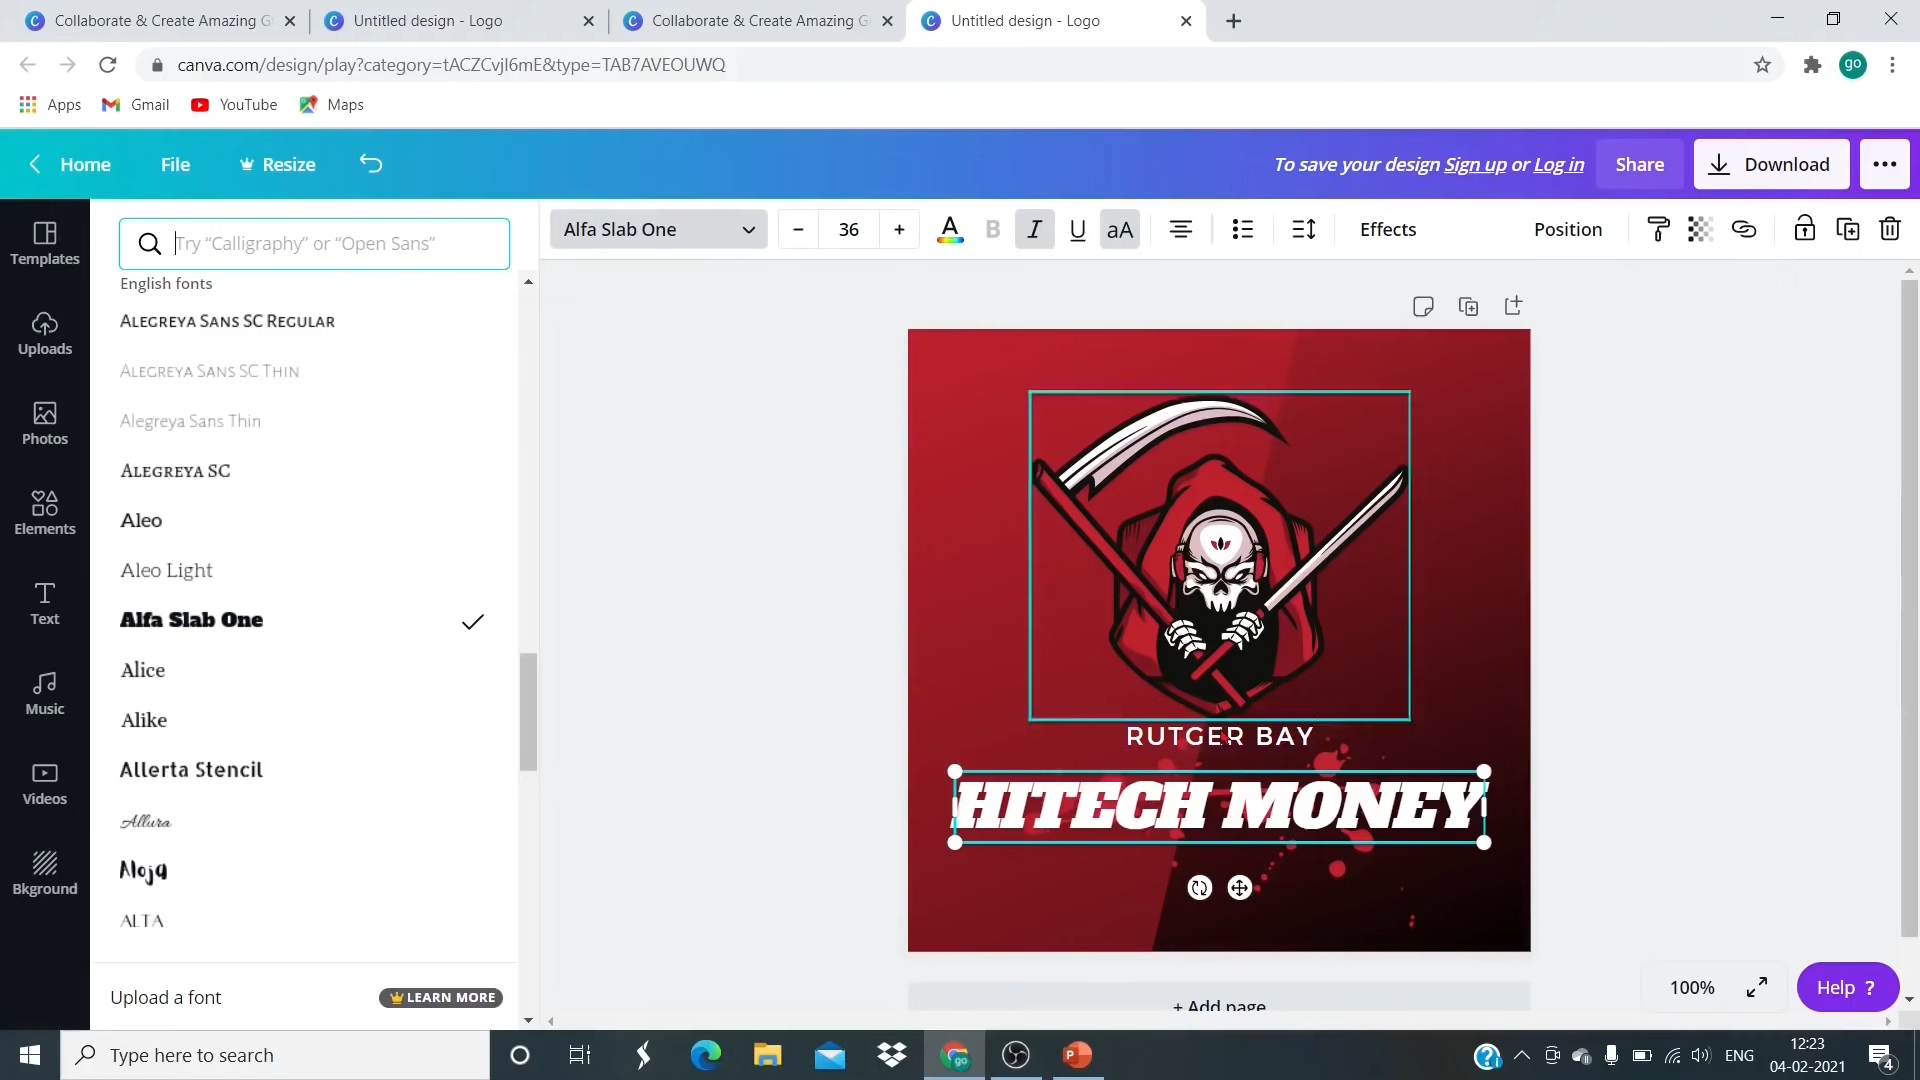 Collaborate & Create Amazing G
Untitled design - Logo
Collaborate & Create Amazing G
Untitled design - Logo
canva.com/design/play?category=tACZCvjI6mE&type=TAB7AVEOUWQ
go
Apps
Gmail
YouTube
Maps
Home
File
Resize
To save your design Sign up or Log in
Share
Download
Templates
Uploads
Photos
Elements
Text
Music
Videos
Bkground
Try “Calligraphy” or “Open Sans”
English fonts
Alegreya Sans SC Regular
Alegreya Sans SC Thin
Alegreya Sans Thin
Alegreya SC
Aleo
Aleo Light
Alfa Slab One
Alice
Alike
Allerta Stencil
Allura
Moja
ALTA
Upload a font
LEARN MORE
Alfa Slab One
36
A
B
I
U
aA
Effects
Position
RUTGER BAY
HITECH MONEY
+ Add page
100%
Help ?
Type here to search
go
P
ENG
12:23
04-02-2021
4